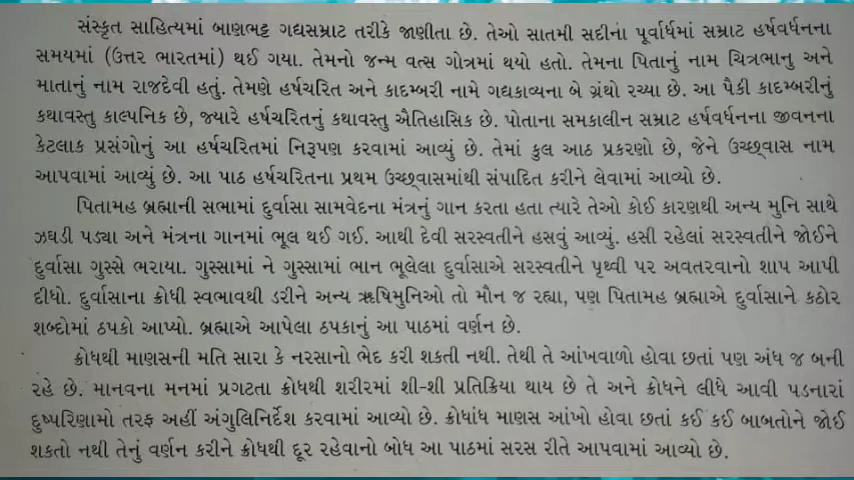 સંસ્કૃત સાહિત્યમાં બાણભટ્ટ ગદ્યસમ્રાટ તરીકે જાણીતા છે. તેઓ સાતમી સદીના પૂર્વાર્ધમાં સમ્રાટ હર્ષવર્ધનના
સમયમાં (ઉત્તર ભારતમાં) થઈ ગયા. તેમનો જન્મ વત્સ ગોત્રમાં થયો હતો. તેમના પિતાનું નામ ચિત્રભાનુ અને
માતાનું નામ રાજદેવી હતું. તેમણે હર્ષચરિત અને કાદમ્બરી નામે ગદ્યકાવ્યના બે ગ્રંથો રચ્યા છે. આ પૈકી કાદમ્બરીનું
કથાવસ્તુ કાલ્પનિક છે, જ્યારે હર્ષચરિતનું કથાવસ્તુ ઐતિહાસિક છે. પોતાના સમકાલીન સમ્રાટ હર્ષવર્ધનના જીવનના
કેટલાક પ્રસંગોનું આ હર્ષચરિતમાં નિરૂપણ કરવામાં આવ્યું છે. તેમાં કુલ આઠ પ્રકરણો છે, જેને ઉચ્છ્વાસ નામ
આપવામાં આવ્યું છે. આ પાઠ હર્ષચરિતના પ્રથમ ઉચ્છ્વાસમાંથી સંપાદિત કરીને લેવામાં આવ્યો છે.
પિતામહ બ્રહ્માની સભામાં દુર્વાસા સામવેદના મંત્રનું ગાન કરતા હતા ત્યારે તેઓ કોઈ કારણથી અન્ય મુનિ સાથે
ઝઘડી પડ્યા અને મંત્રના ગાનમાં ભૂલ થઈ ગઈ. આથી દેવી સરસ્વતીને હસવું આવ્યું. હસી રહેલાં સરસ્વતીને જોઈને
દુર્વાસા ગુસ્સે ભરાયા. ગુસ્સામાં ને ગુસ્સામાં ભાન ભૂલેલા દુર્વાસાએ સરસ્વતીને પૃથ્વી પર અવતરવાનો શાપ આપી
દીધો. દુર્વાસાના ક્રોધી સ્વભાવથી ડરીને અન્ય ઋષિમુનિઓ તો મૌન જ રહ્યા, પણ પિતામહ બ્રહ્માએ દુર્વાસાને કઠોર
શબ્દોમાં ઠપકો આપ્યો. બ્રહ્માએ આપેલા ઠપકાનું આ પાઠમાં વર્ણન છે.
ક્રોધથી માણસની મતિ સારા કે નરસાનો ભેદ કરી શકતી નથી. તેથી તે આંખવાળો હોવા છતાં પણ અંધ જ બની
રહે છે. માનવના મનમાં પ્રગટતા ક્રોધથી શરીરમાં શી-શી પ્રતિક્રિયા થાય છે તે અને ક્રોધને લીધે આવી પડનારાં
દુષ્પરિણામો તરફ અહીં અંગુલિનિર્દેશ કરવામાં આવ્યો છે. ક્રોધાંધ માણસ આંખો હોવા છતાં કઈ કઈ બાબતોને જોઈ
શકતો નથી તેનું વર્ણન કરીને ક્રોધથી દૂર રહેવાનો બોધ આ પાઠમાં સરસ રીતે આપવામાં આવ્યો છે.